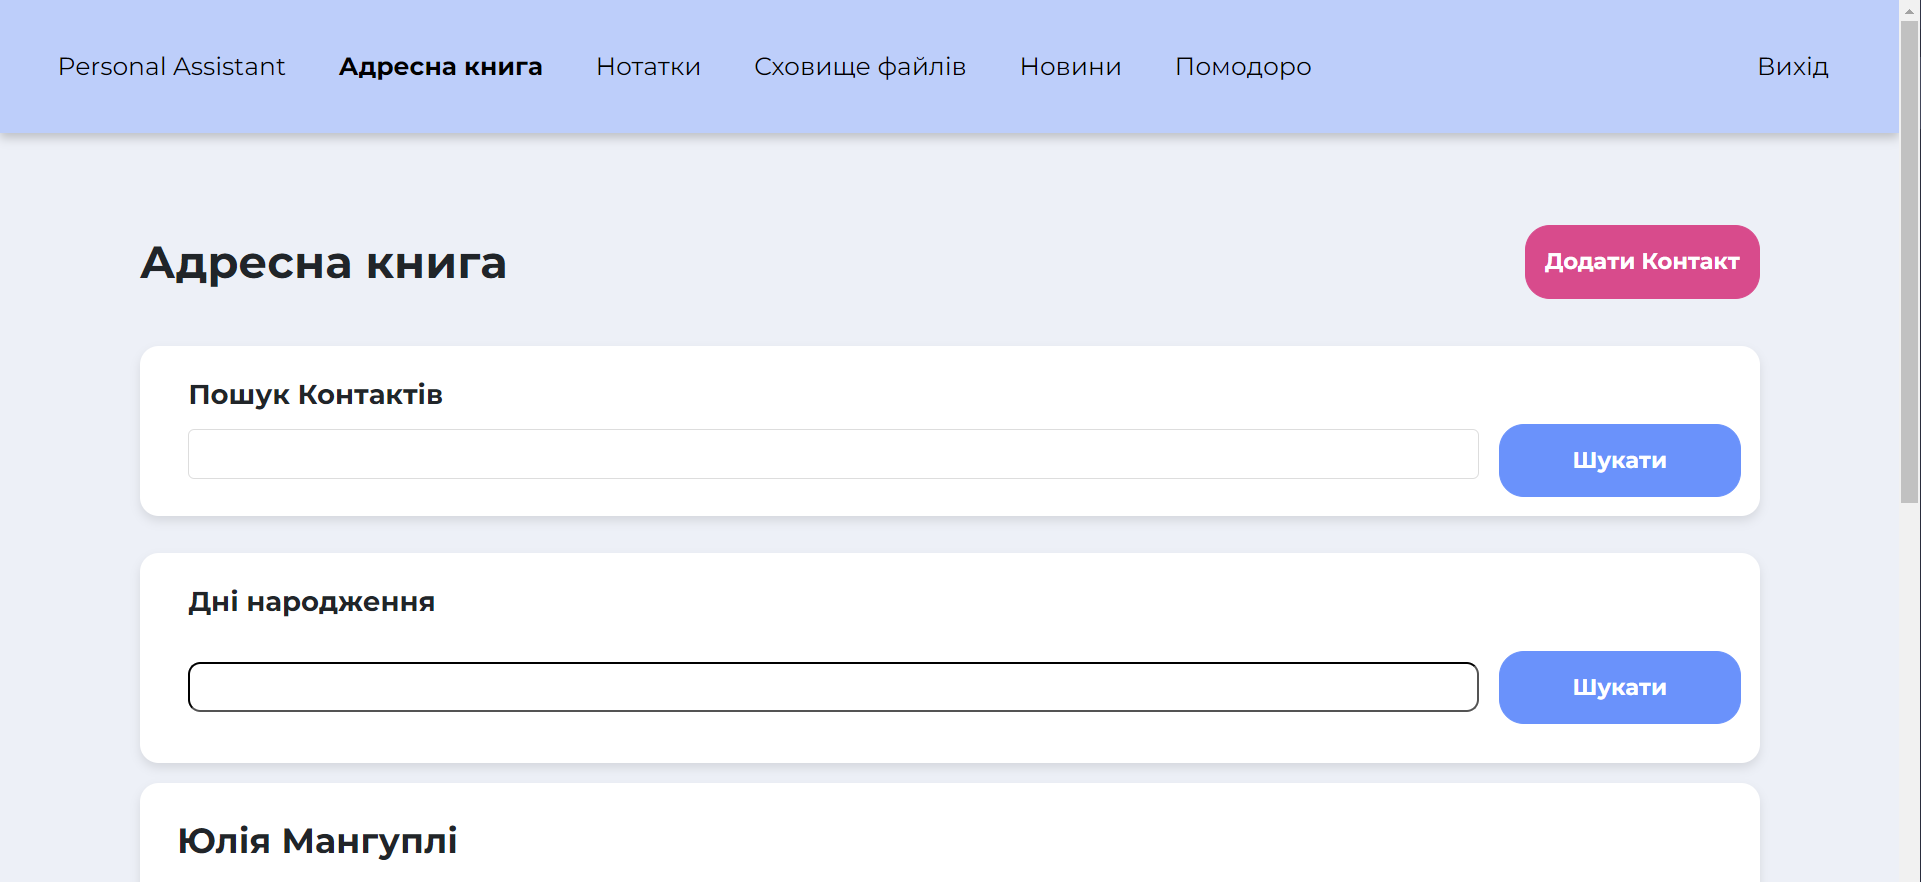 Personal Assistant Адресна книга Нотатки Сховище файлів Новини Помодоро Вихід
Адресна книга
Додати Контакт
Пошук Контактів
Шукати
Дні народження
Шукати
Юлія Мангуплі